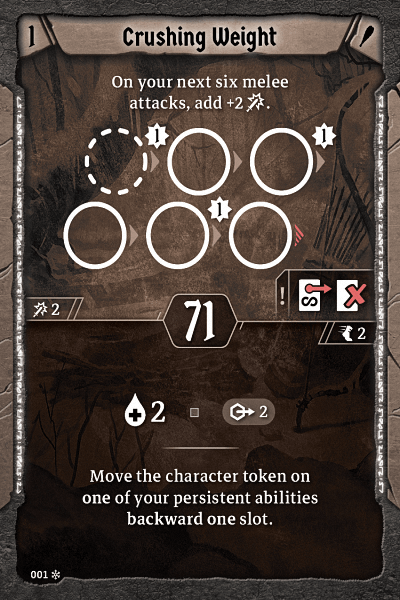 1 Crushing Weight
On your next six melee
attacks, add +2 .
1 1
1
! S
2 71 2
2 2
Move the character token on
one of your persistent abilities
backward one slot.
001